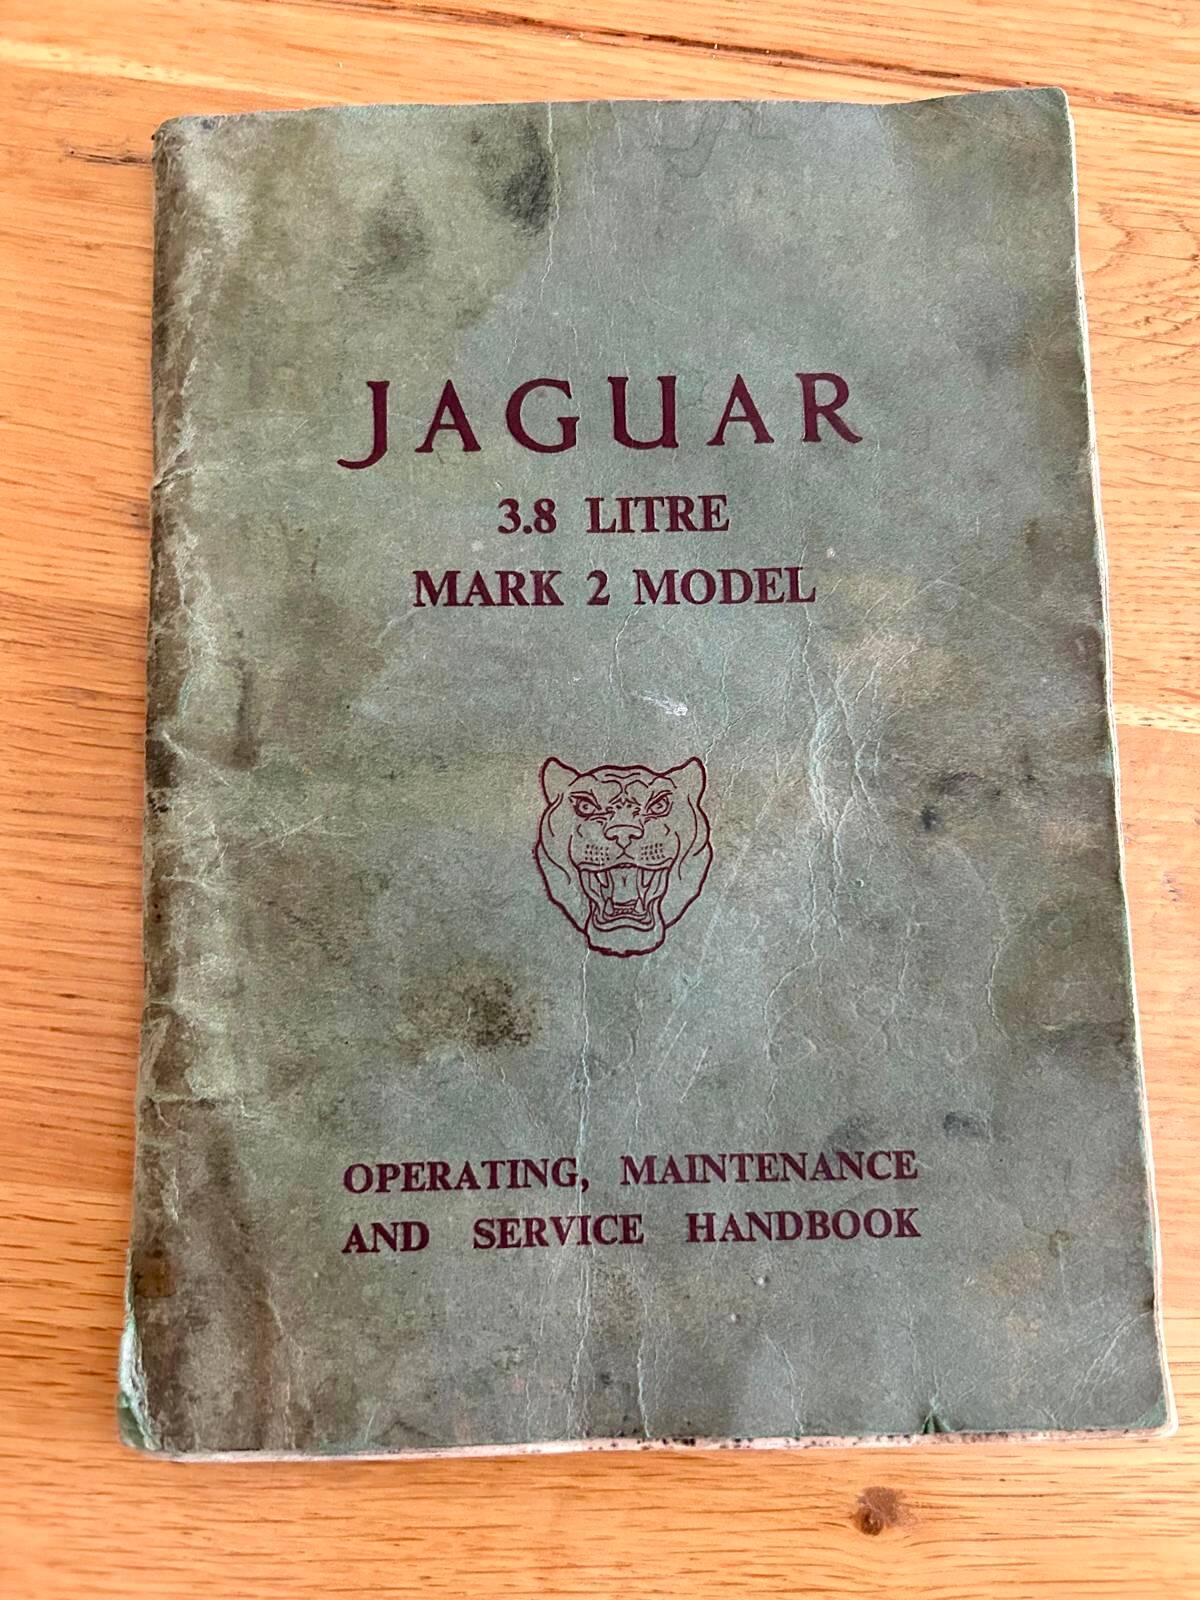 JAGUAR
3.8 LITRE
MARK 2 MODEL
OPERATING, MAINTENANCE
AND SERVICE HANDBOOK